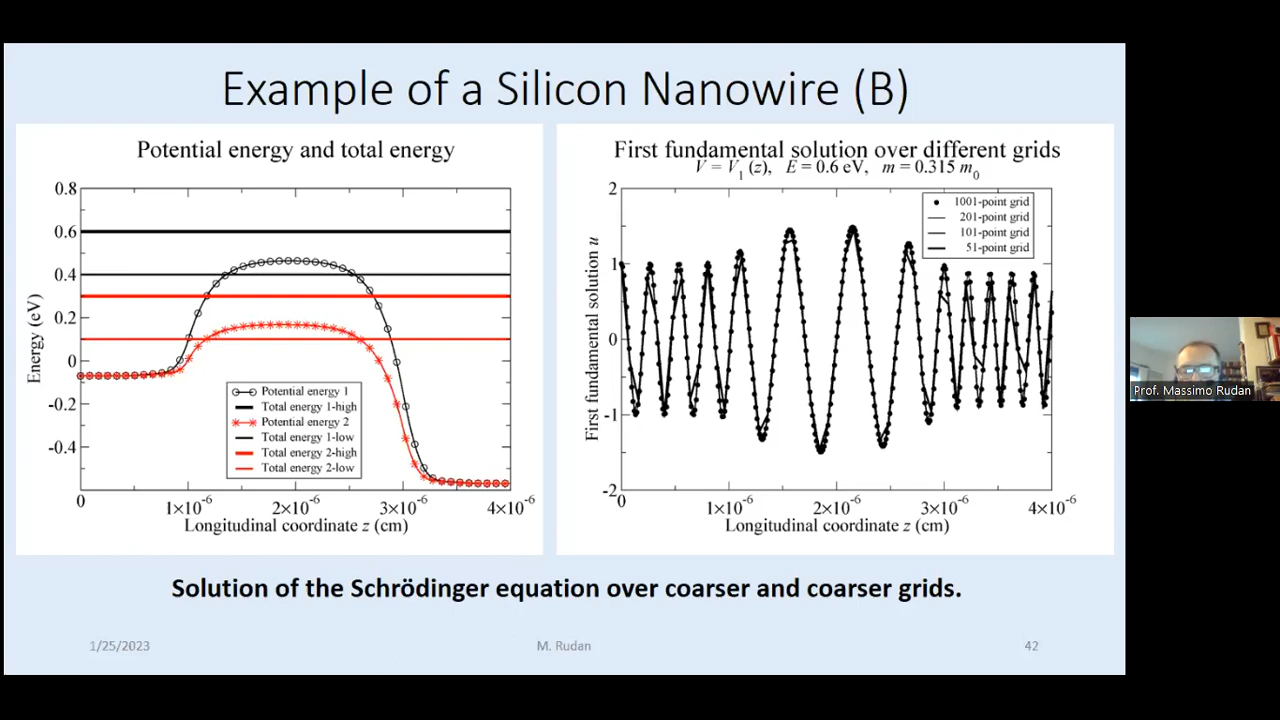 Example of a Silicon Nanowire (B)
Potential energy and total energy
0.8
0.6
0.4
0.2
0
-0.2
-0.4
Energy (eV)
Potential energy 1
Total energy 1-high
Potential energy 2
Total energy 1-low
Total energy 2-high
Total energy 2-low
0 1×10⁻⁶ 2×10⁻⁶ 3×10⁻⁶ 4×10⁻⁶
Longitudinal coordinate z (cm)
First fundamental solution over different grids
V = V₁ (z), E = 0.6 eV, m = 0.315 m₀
2
1
0
-1
-2
First fundamental solution u
1001-point grid
201-point grid
101-point grid
51-point grid
0 1×10⁻⁶ 2×10⁻⁶ 3×10⁻⁶ 4×10⁻⁶
Longitudinal coordinate z (cm)
Solution of the Schrödinger equation over coarser and coarser grids.
1/25/2023 M. Rudan 42
Prof. Massimo Rudan